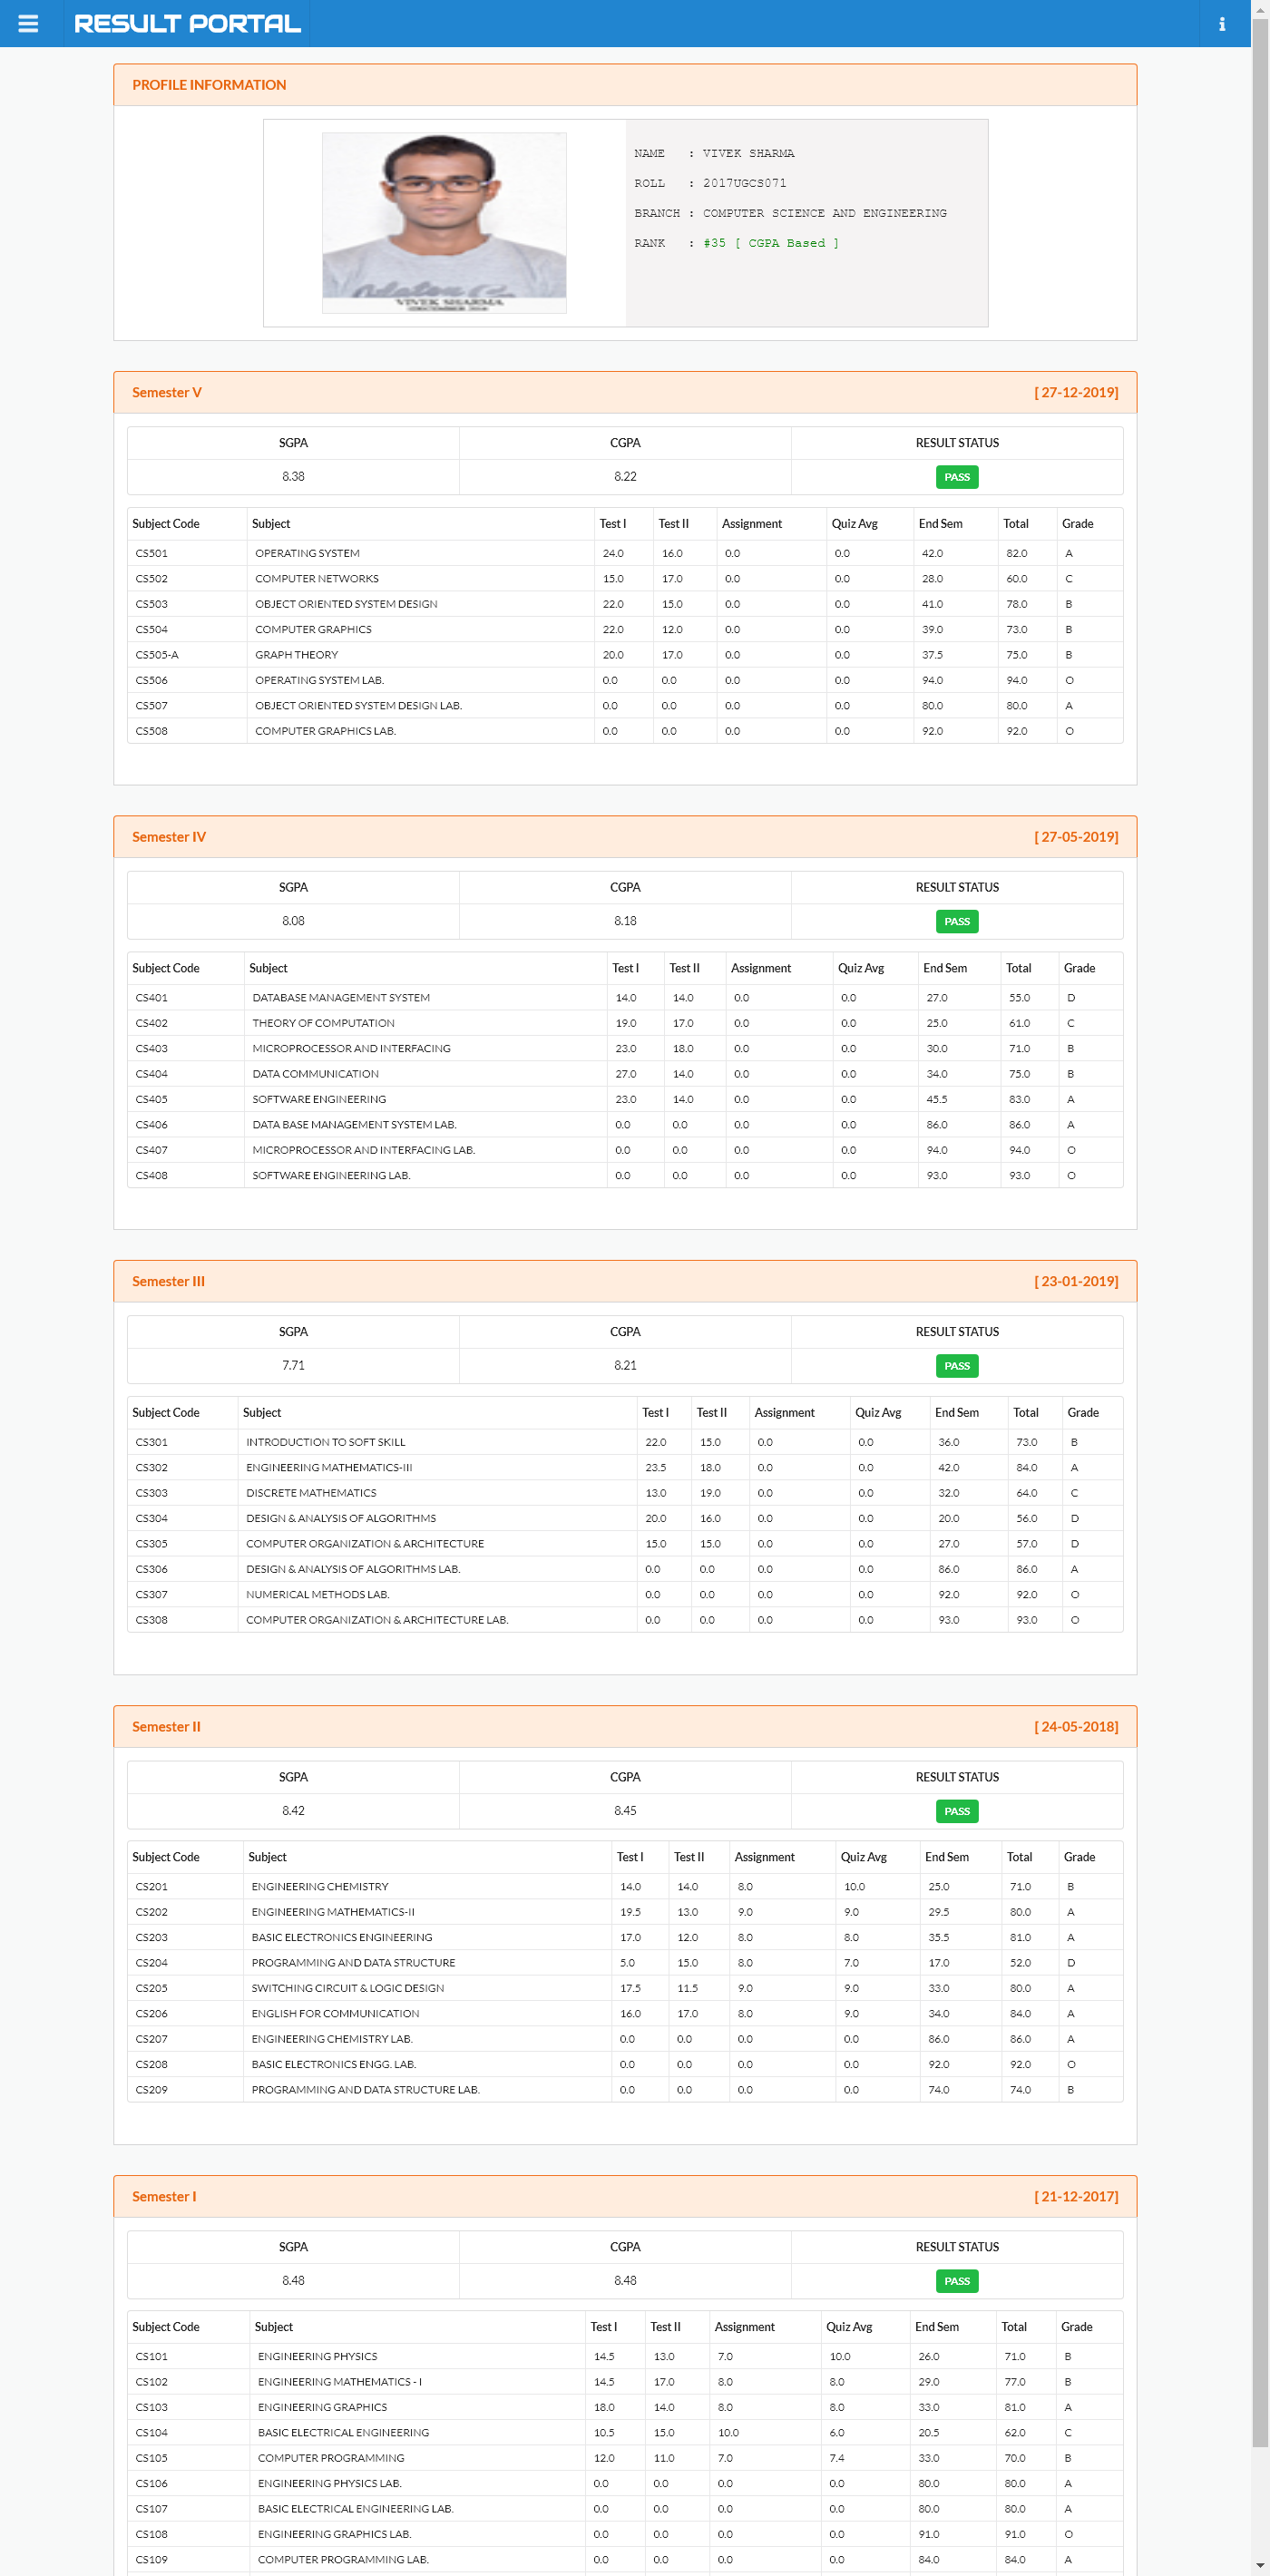 RESULT PORTAL
PROFILE INFORMATION
VIVEK SHARMA
NAME : VIVEK SHARMA
ROLL : 2017UGCS071
BRANCH : COMPUTER SCIENCE AND ENGINEERING
RANK : #35 [ CGPA Based ]
Semester V [ 27-12-2019]
SGPA CGPA RESULT STATUS
8.38 8.22 PASS
Subject Code Subject Test I Test II Assignment Quiz Avg End Sem Total Grade
CS501 OPERATING SYSTEM 24.0 16.0 0.0 0.0 42.0 82.0 A
CS502 COMPUTER NETWORKS 15.0 17.0 0.0 0.0 28.0 60.0 C
CS503 OBJECT ORIENTED SYSTEM DESIGN 22.0 15.0 0.0 0.0 41.0 78.0 B
CS504 COMPUTER GRAPHICS 22.0 12.0 0.0 0.0 39.0 73.0 B
CS505-A GRAPH THEORY 20.0 17.0 0.0 0.0 37.5 75.0 B
CS506 OPERATING SYSTEM LAB. 0.0 0.0 0.0 0.0 94.0 94.0 O
CS507 OBJECT ORIENTED SYSTEM DESIGN LAB. 0.0 0.0 0.0 0.0 80.0 80.0 A
CS508 COMPUTER GRAPHICS LAB. 0.0 0.0 0.0 0.0 92.0 92.0 O
Semester IV [ 27-05-2019]
SGPA CGPA RESULT STATUS
8.08 8.18 PASS
Subject Code Subject Test I Test II Assignment Quiz Avg End Sem Total Grade
CS401 DATABASE MANAGEMENT SYSTEM 14.0 14.0 0.0 0.0 27.0 55.0 D
CS402 THEORY OF COMPUTATION 19.0 17.0 0.0 0.0 25.0 61.0 C
CS403 MICROPROCESSOR AND INTERFACING 23.0 18.0 0.0 0.0 30.0 71.0 B
CS404 DATA COMMUNICATION 27.0 14.0 0.0 0.0 34.0 75.0 B
CS405 SOFTWARE ENGINEERING 23.0 14.0 0.0 0.0 45.5 83.0 A
CS406 DATA BASE MANAGEMENT SYSTEM LAB. 0.0 0.0 0.0 0.0 86.0 86.0 A
CS407 MICROPROCESSOR AND INTERFACING LAB. 0.0 0.0 0.0 0.0 94.0 94.0 O
CS408 SOFTWARE ENGINEERING LAB. 0.0 0.0 0.0 0.0 93.0 93.0 O
Semester III [ 23-01-2019]
SGPA CGPA RESULT STATUS
7.71 8.21 PASS
Subject Code Subject Test I Test II Assignment Quiz Avg End Sem Total Grade
CS301 INTRODUCTION TO SOFT SKILL 22.0 15.0 0.0 0.0 36.0 73.0 B
CS302 ENGINEERING MATHEMATICS-III 23.5 18.0 0.0 0.0 42.0 84.0 A
CS303 DISCRETE MATHEMATICS 13.0 19.0 0.0 0.0 32.0 64.0 C
CS304 DESIGN & ANALYSIS OF ALGORITHMS 20.0 16.0 0.0 0.0 20.0 56.0 D
CS305 COMPUTER ORGANIZATION & ARCHITECTURE 15.0 15.0 0.0 0.0 27.0 57.0 D
CS306 DESIGN & ANALYSIS OF ALGORITHMS LAB. 0.0 0.0 0.0 0.0 86.0 86.0 A
CS307 NUMERICAL METHODS LAB. 0.0 0.0 0.0 0.0 92.0 92.0 O
CS308 COMPUTER ORGANIZATION & ARCHITECTURE LAB. 0.0 0.0 0.0 0.0 93.0 93.0 O
Semester II [ 24-05-2018]
SGPA CGPA RESULT STATUS
8.42 8.45 PASS
Subject Code Subject Test I Test II Assignment Quiz Avg End Sem Total Grade
CS201 ENGINEERING CHEMISTRY 14.0 14.0 8.0 10.0 25.0 71.0 B
CS202 ENGINEERING MATHEMATICS-II 19.5 13.0 9.0 9.0 29.5 80.0 A
CS203 BASIC ELECTRONICS ENGINEERING 17.0 12.0 8.0 8.0 35.5 81.0 A
CS204 PROGRAMMING AND DATA STRUCTURE 5.0 15.0 8.0 7.0 17.0 52.0 D
CS205 SWITCHING CIRCUIT & LOGIC DESIGN 17.5 11.5 9.0 9.0 33.0 80.0 A
CS206 ENGLISH FOR COMMUNICATION 16.0 17.0 8.0 9.0 34.0 84.0 A
CS207 ENGINEERING CHEMISTRY LAB. 0.0 0.0 0.0 0.0 86.0 86.0 A
CS208 BASIC ELECTRONICS ENGG. LAB. 0.0 0.0 0.0 0.0 92.0 92.0 O
CS209 PROGRAMMING AND DATA STRUCTURE LAB. 0.0 0.0 0.0 0.0 74.0 74.0 B
Semester I [ 21-12-2017]
SGPA CGPA RESULT STATUS
8.48 8.48 PASS
Subject Code Subject Test I Test II Assignment Quiz Avg End Sem Total Grade
CS101 ENGINEERING PHYSICS 14.5 13.0 7.0 10.0 26.0 71.0 B
CS102 ENGINEERING MATHEMATICS - I 14.5 17.0 8.0 8.0 29.0 77.0 B
CS103 ENGINEERING GRAPHICS 18.0 14.0 8.0 8.0 33.0 81.0 A
CS104 BASIC ELECTRICAL ENGINEERING 10.5 15.0 10.0 6.0 20.5 62.0 C
CS105 COMPUTER PROGRAMMING 12.0 11.0 7.0 7.4 33.0 70.0 B
CS106 ENGINEERING PHYSICS LAB. 0.0 0.0 0.0 0.0 80.0 80.0 A
CS107 BASIC ELECTRICAL ENGINEERING LAB. 0.0 0.0 0.0 0.0 80.0 80.0 A
CS108 ENGINEERING GRAPHICS LAB. 0.0 0.0 0.0 0.0 91.0 91.0 O
CS109 COMPUTER PROGRAMMING LAB. 0.0 0.0 0.0 0.0 84.0 84.0 A